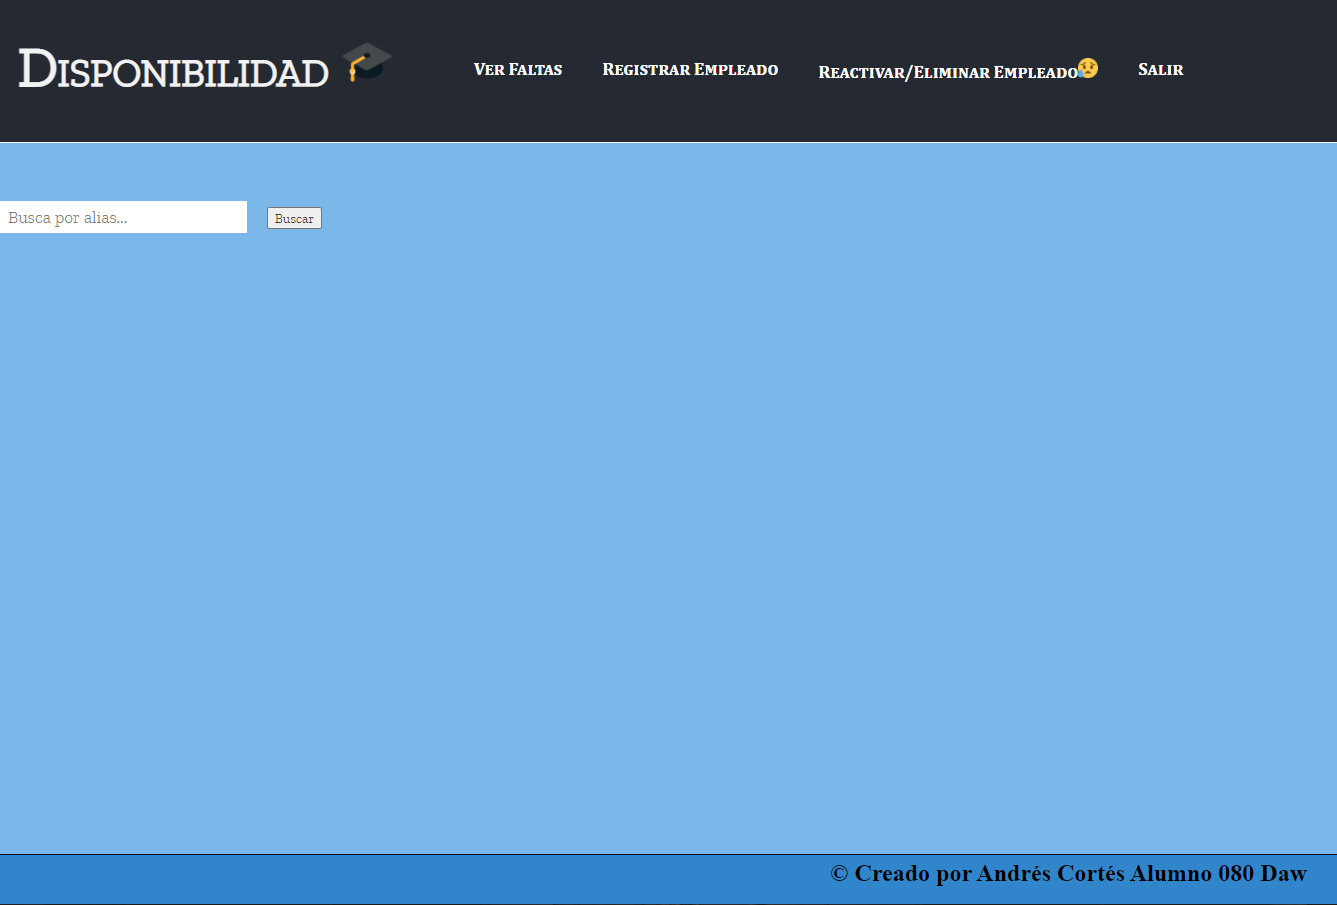 Disponibilidad
Ver Faltas Registrar Empleado Reactivar/Eliminar Empleado Salir
Busca por alias... Buscar
© Creado por Andrés Cortés Alumno 080 Daw